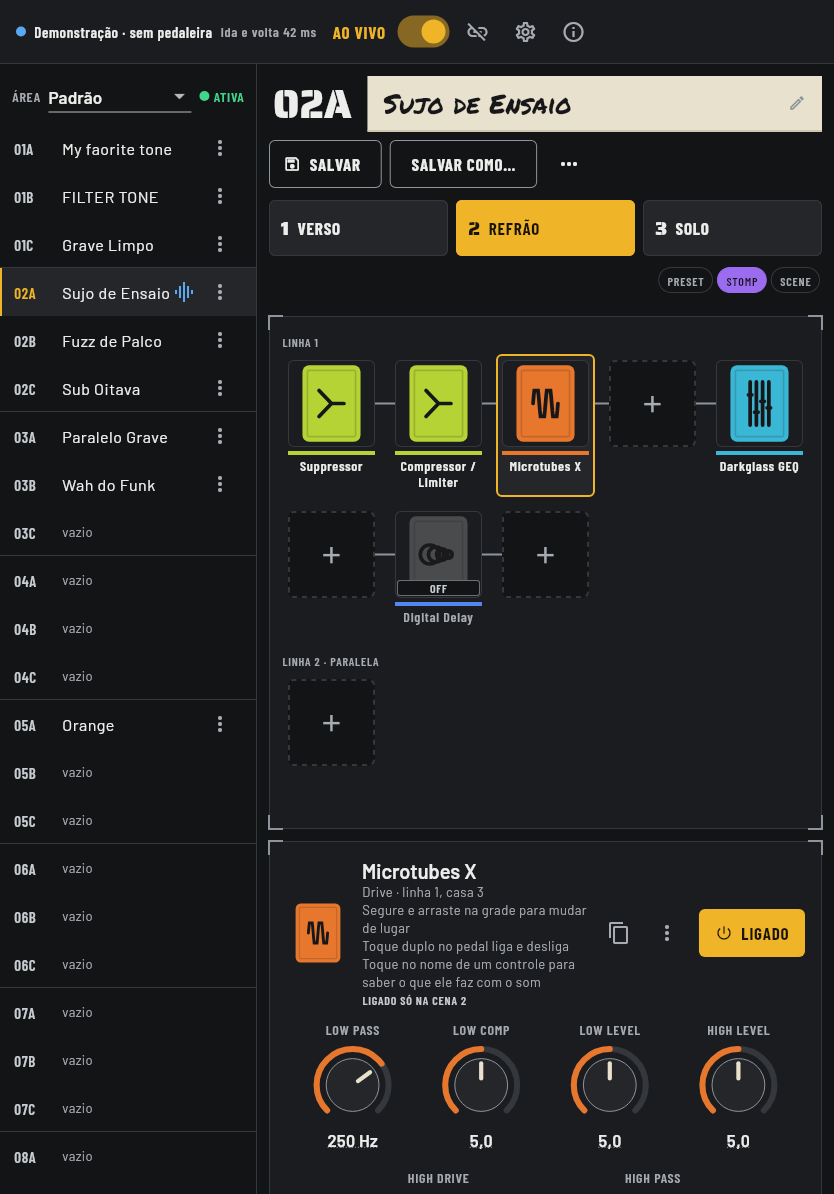 Demonstração · sem pedaleira Ida e volta 42 ms AO VIVO
ÁREA Padrão ATIVA
01A My faorite tone
01B FILTER TONE
01C Grave Limpo
02A Sujo de Ensaio
02B Fuzz de Palco
02C Sub Oitava
03A Paralelo Grave
03B Wah do Funk
03C vazio
04A vazio
04B vazio
04C vazio
05A Orange
05B vazio
05C vazio
06A vazio
06B vazio
06C vazio
07A vazio
07B vazio
07C vazio
08A vazio
02A Sujo de Ensaio
SALVAR SALVAR COMO...
1 VERSO 2 REFRÃO 3 SOLO
PRESET STOMP SCENE
LINHA 1
Suppressor Compressor / Limiter Microtubes X Darkglass GEQ
OFF
Digital Delay
LINHA 2 · PARALELA
Microtubes X
Drive · linha 1, casa 3
Segure e arraste na grade para mudar
de lugar
Toque duplo no pedal liga e desliga
Toque no nome de um controle para
saber o que ele faz com o som
LIGADO SÓ NA CENA 2
LIGADO
LOW PASS LOW COMP LOW LEVEL HIGH LEVEL
250 Hz 5,0 5,0 5,0
HIGH DRIVE HIGH PASS